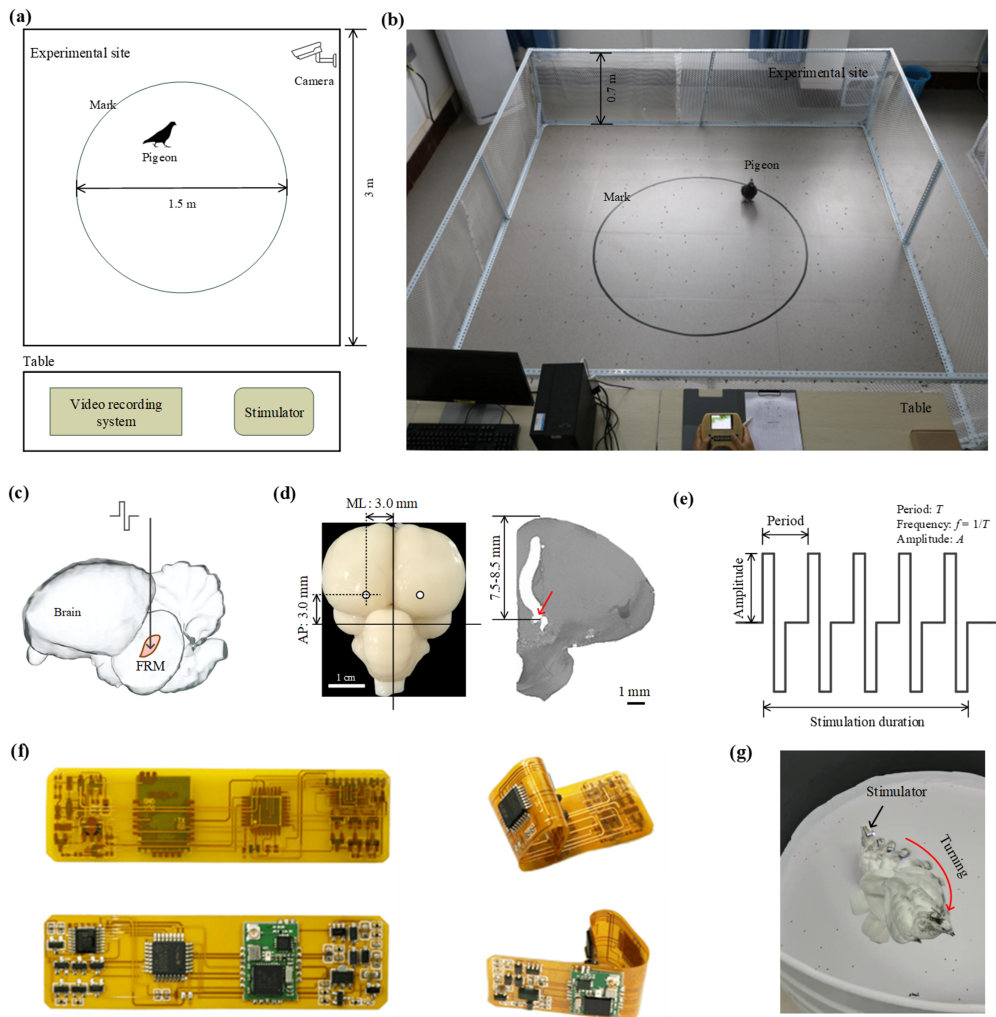 (a)
Experimental site
Camera
Mark
Pigeon
1.5 m
3 m
Table
Video recording
system
Stimulator
(b)
0.7 m
Experimental site
Pigeon
Mark
Table
(c)
Brain
FRM
(d)
ML: 3.0 mm
AP: 3.0 mm
1 cm
7.5-8.5 mm
1 mm
(e)
Period: T
Frequency: f = 1/T
Amplitude: A
Period
Amplitude
Stimulation duration
(f)
(g)
Stimulator
Turning